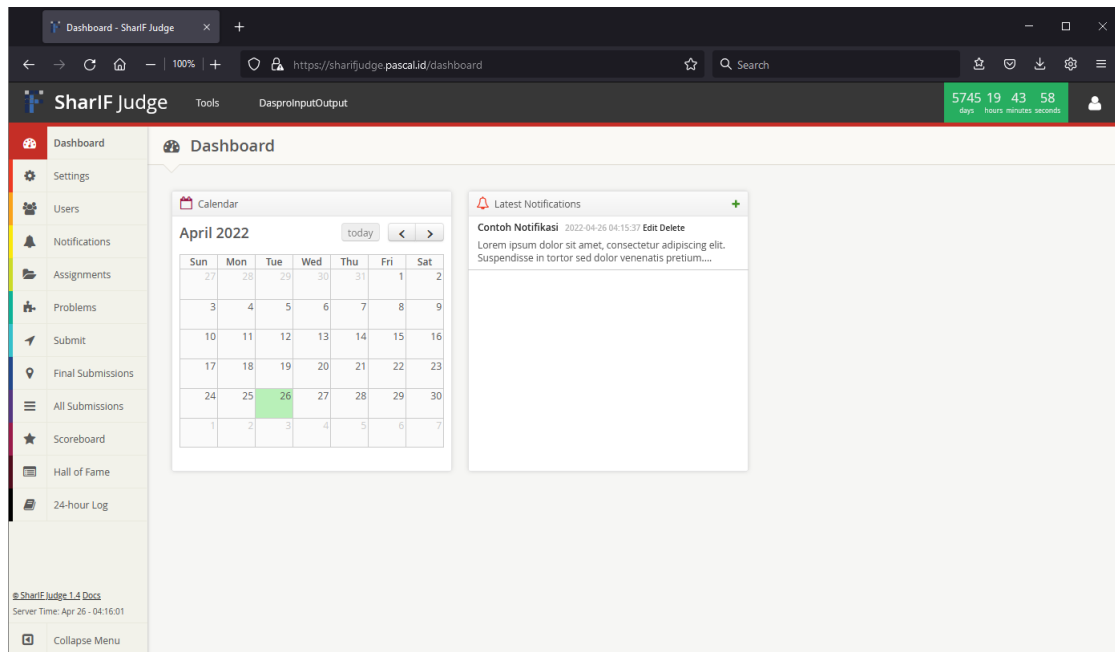 Dashboard - SharIF Judge
100%
https://sharifjudge.pascal.id/dashboard
Search
SharIF Judge
Tools
DasproInputOutput
5745 19 43 58
days hours minutes seconds
Dashboard
Settings
Users
Notifications
Assignments
Problems
Submit
Final Submissions
All Submissions
Scoreboard
Hall of Fame
24-hour Log
© SharIF Judge 1.4 Docs
Server Time: Apr 26 - 04:16:01
Collapse Menu
Dashboard
Calendar
April 2022
today
Sun Mon Tue Wed Thu Fri Sat
27 28 29 30 31 1 2
3 4 5 6 7 8 9
10 11 12 13 14 15 16
17 18 19 20 21 22 23
24 25 26 27 28 29 30
1 2 3 4 5 6 7
Latest Notifications
Contoh Notifikasi 2022-04-26 04:15:37 Edit Delete
Lorem ipsum dolor sit amet, consectetur adipiscing elit.
Suspendisse in tortor sed dolor venenatis pretium....